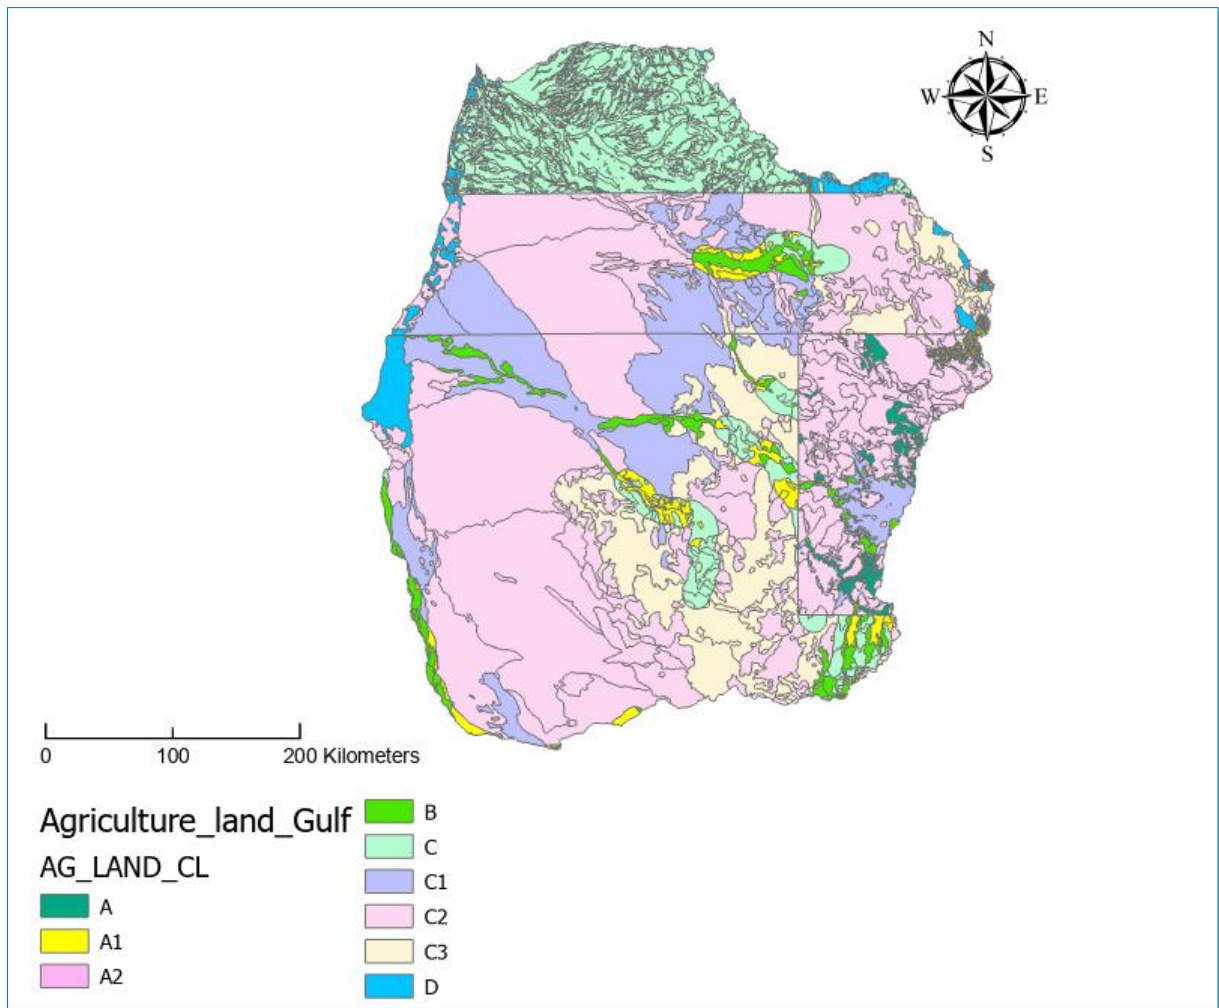 N
W E
S
0 100 200 Kilometers
Agriculture_land_Gulf
AG_LAND_CL
A
A1
A2
B
C
C1
C2
C3
D